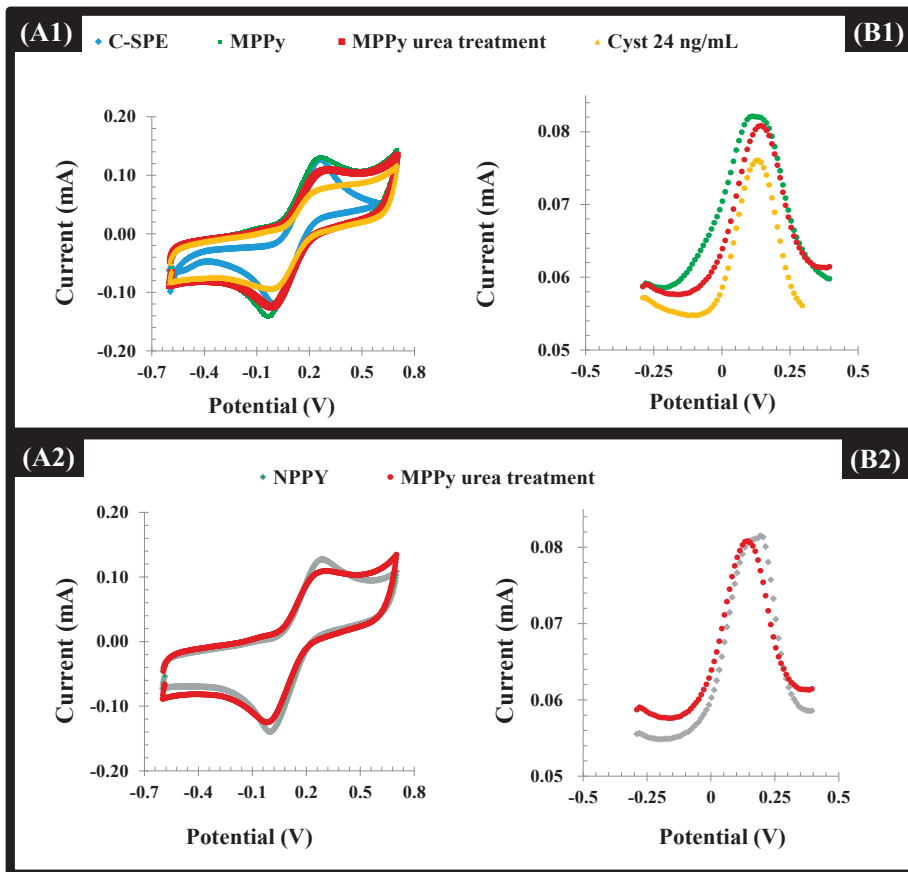 (A1)
(B1)
C-SPE MPPy MPPy urea treatment Cyst 24 ng/mL
Current (mA)
0.20
0.10
0.00
-0.10
-0.20
-0.7 -0.4 -0.1 0.2 0.5 0.8
Potential (V)
Current (mA)
0.08
0.07
0.06
0.05
-0.5 -0.25 0 0.25 0.5
Potential (V)
(A2)
(B2)
NPPY MPPy urea treatment
Current (mA)
0.20
0.10
0.00
-0.10
-0.20
-0.7 -0.4 -0.1 0.2 0.5 0.8
Potential (V)
Current (mA)
0.08
0.07
0.06
0.05
-0.5 -0.25 0 0.25 0.5
Potential (V)